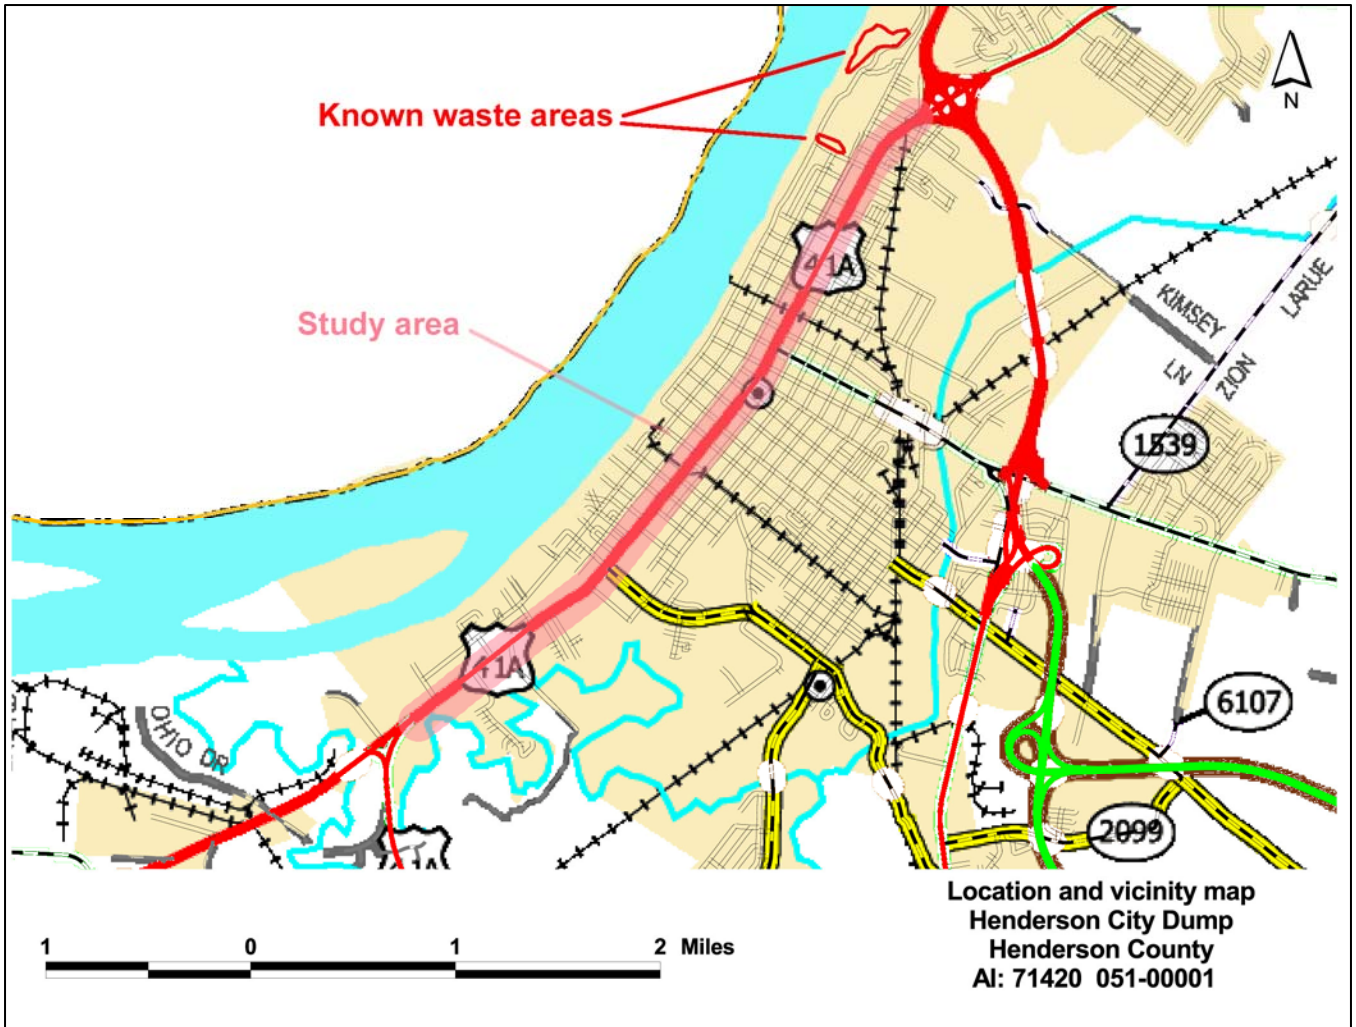 Known waste areas
N
41A
Study area
KIMSEY
LN
LARUE
ZION
1539
41A
6107
OHIO DR
2099
Location and vicinity map
Henderson City Dump
Henderson County
AI: 71420 051-00001
1 0 1 2 Miles